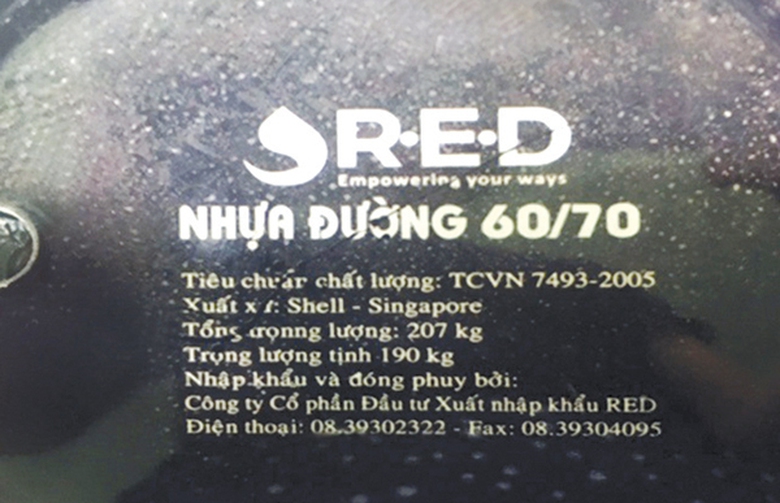 R·E·D
Empowering your ways
NHỰA ĐƯỜNG 60/70
Tiêu chuẩn chất lượng: TCVN 7493-2005
Xuất xứ: Shell - Singapore
Tổng trọnng lượng: 207 kg
Trọng lượng tịnh 190 kg
Nhập khẩu và đóng phuy bởi:
Công ty Cổ phần Đầu tư Xuất nhập khẩu RED
Điện thoại: 08.39302322 - Fax: 08.39304095